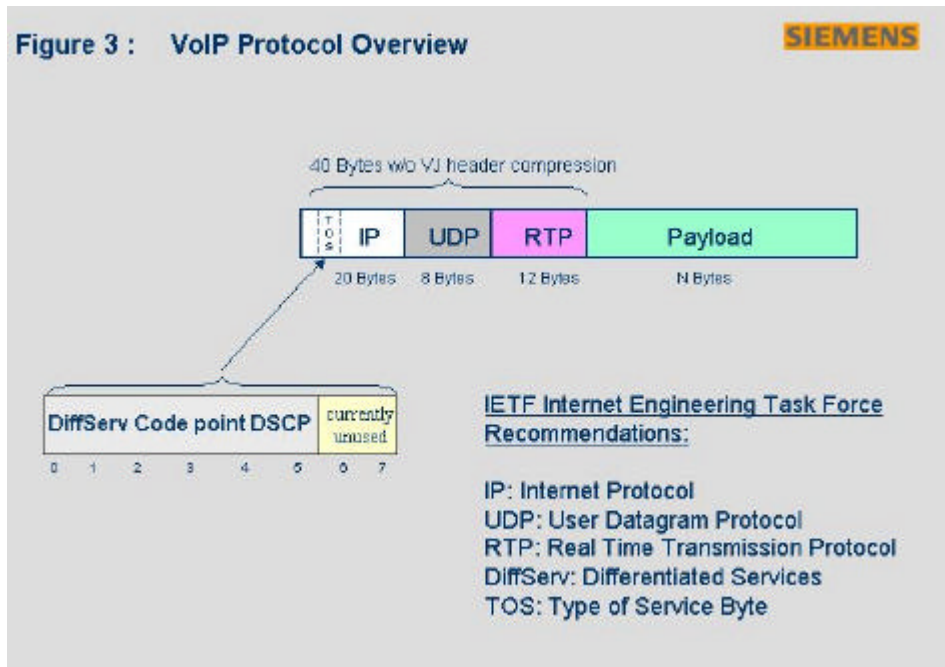 Figure 3 : VoIP Protocol Overview
SIEMENS
40 Bytes w/o VJ header compression
TOS
IP
UDP
RTP
Payload
20 Bytes
8 Bytes
12 Bytes
N Bytes
DiffServ Code point DSCP
currently
unused
0 1 2 3 4 5 6 7
IETF Internet Engineering Task Force
Recommendations:
IP: Internet Protocol
UDP: User Datagram Protocol
RTP: Real Time Transmission Protocol
DiffServ: Differentiated Services
TOS: Type of Service Byte